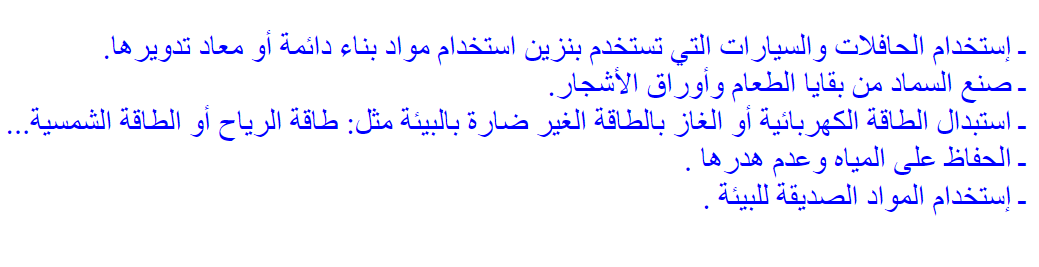 ـ إستخدام الحافلات والسيارات التي تستخدم بنزين استخدام مواد بناء دائمة أو معاد تدويرها.
ـ صنع السماد من بقايا الطعام وأوراق الأشجار.
ـ استبدال الطاقة الكهربائية أو الغاز بالطاقة الغير ضارة بالبيئة مثل: طاقة الرياح أو الطاقة الشمسية...
ـ الحفاظ على المياه وعدم هدرها .
ـ إستخدام المواد الصديقة للبيئة .